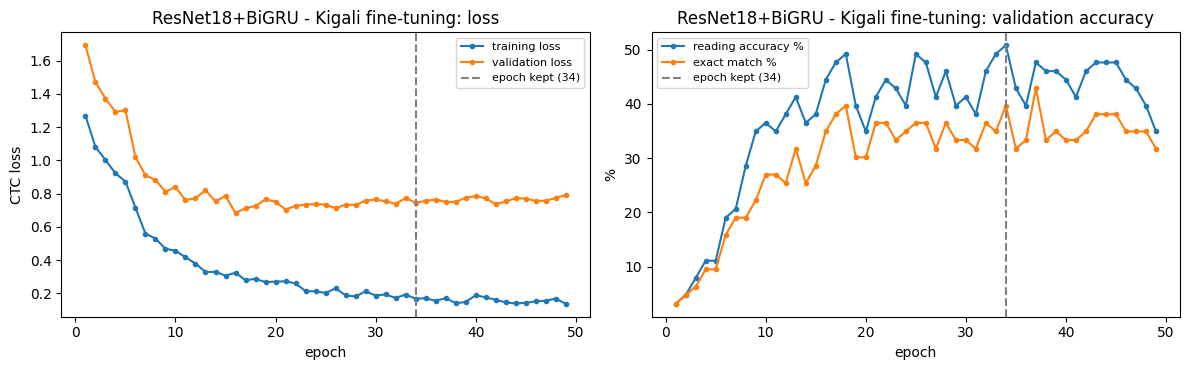 ResNet18+BiGRU - Kigali fine-tuning: loss
training loss
validation loss
epoch kept (34)
CTC loss
1.6
1.4
1.2
1.0
0.8
0.6
0.4
0.2
0 10 20 30 40 50
epoch
ResNet18+BiGRU - Kigali fine-tuning: validation accuracy
reading accuracy %
exact match %
epoch kept (34)
%
50
40
30
20
10
0 10 20 30 40 50
epoch